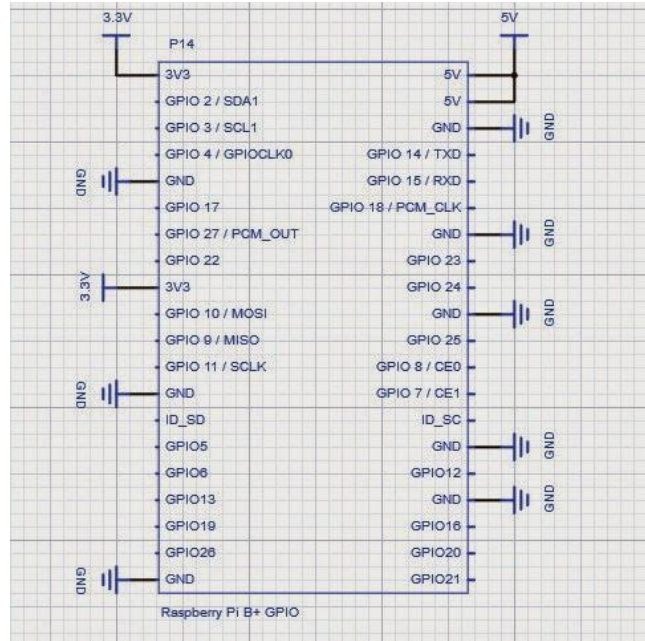 3.3V
5V
P14
3V3
5V
GPIO 2 / SDA1
5V
GPIO 3 / SCL1
GND
GND
GPIO 4 / GPIOCLK0
GPIO 14 / TXD
GND
GND
GPIO 15 / RXD
GPIO 17
GPIO 18 / PCM_CLK
GPIO 27 / PCM_OUT
GND
GND
GPIO 22
GPIO 23
3.3V
3V3
GPIO 24
GPIO 10 / MOSI
GND
GND
GPIO 9 / MISO
GPIO 25
GPIO 11 / SCLK
GPIO 8 / CE0
GND
GND
GPIO 7 / CE1
ID_SD
ID_SC
GPIO5
GND
GND
GPIO6
GPIO12
GPIO13
GND
GND
GPIO19
GPIO16
GPIO26
GPIO20
GND
GND
GPIO21
Raspberry Pi B+ GPIO